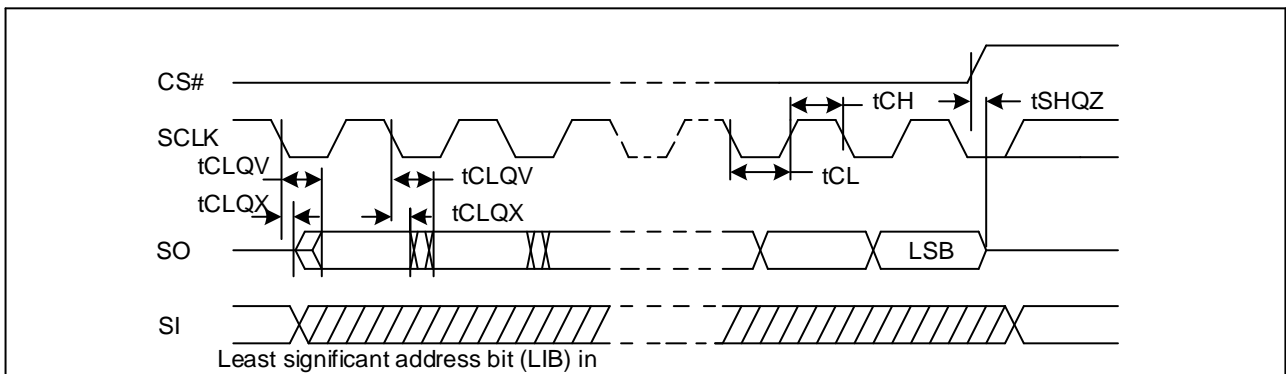 CS#
tCH
tSHQZ
SCLK
tCLQV
tCLQV
tCL
tCLQX
tCLQX
SO
LSB
SI
Least significant address bit (LIB) in